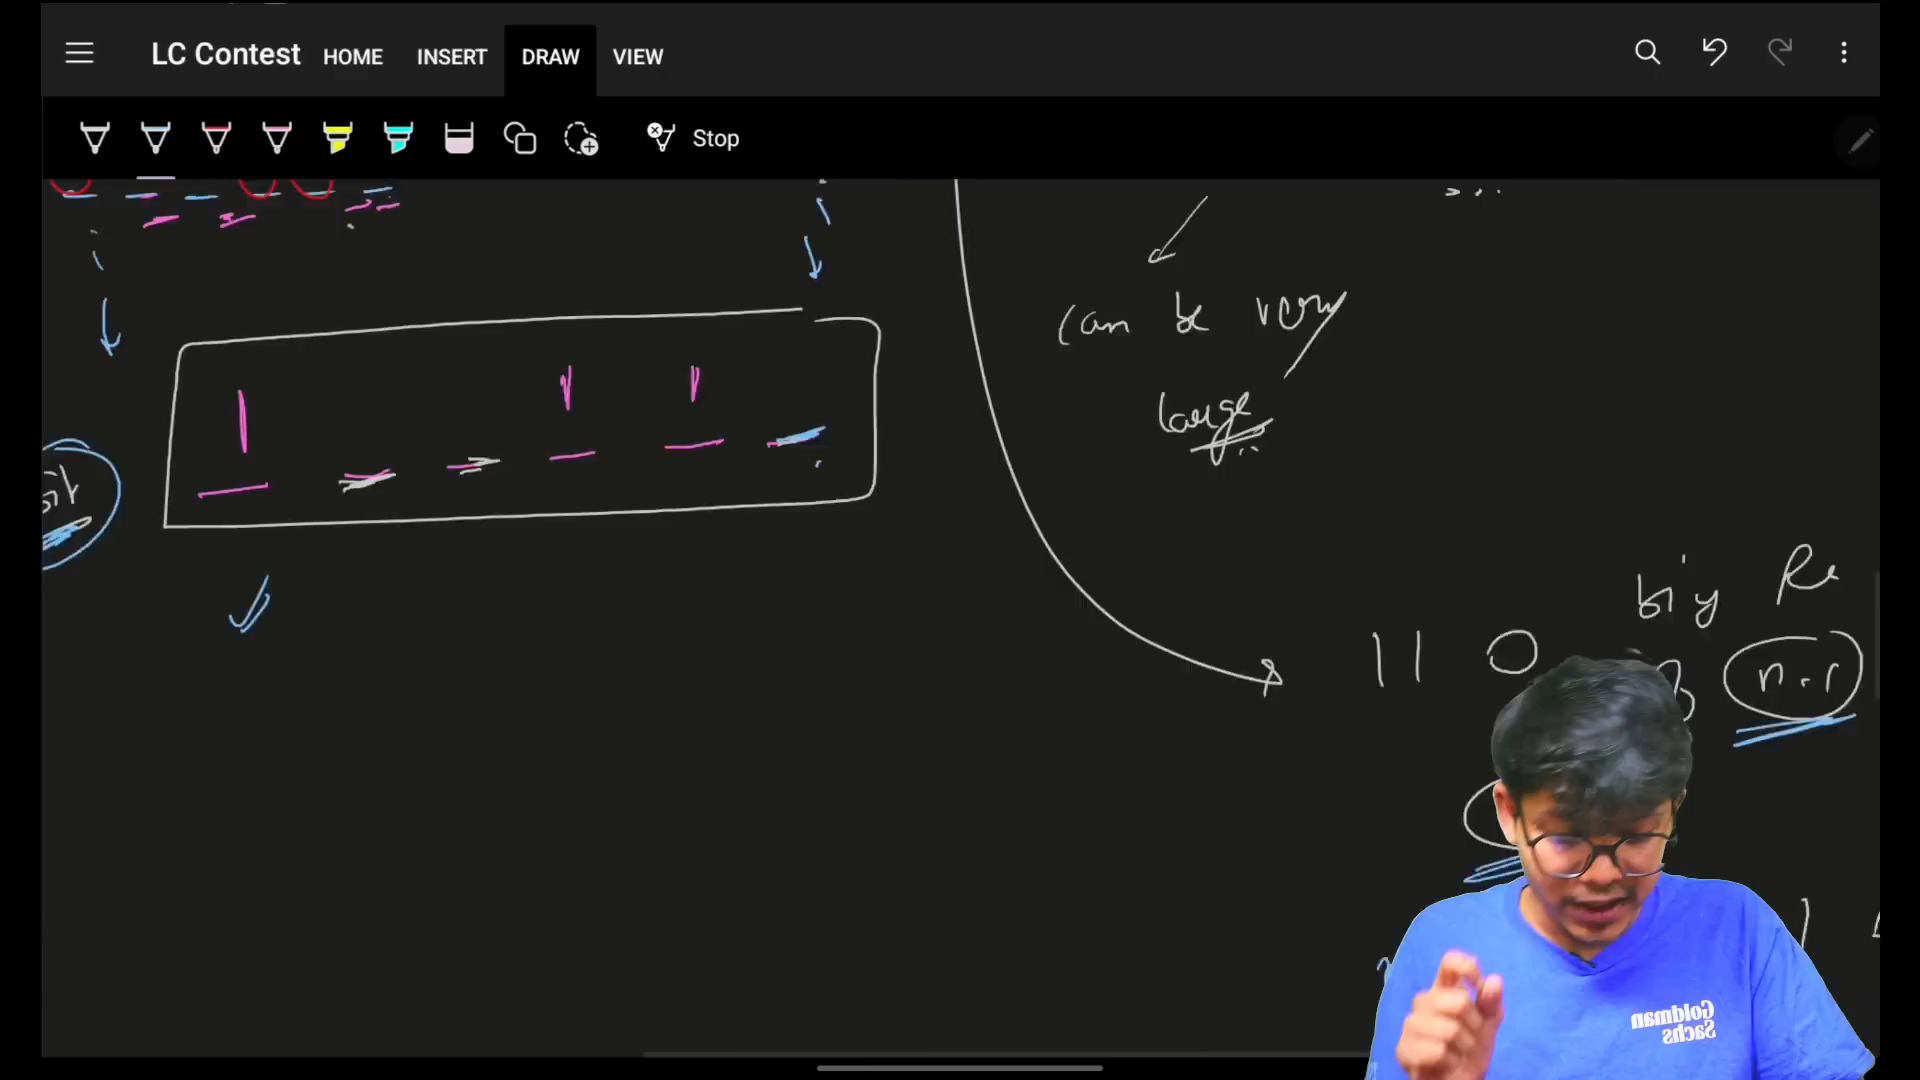 LC Contest HOME INSERT DRAW VIEW
Stop
can be very
large
big
11 0
n-r
Goldman
Sachs